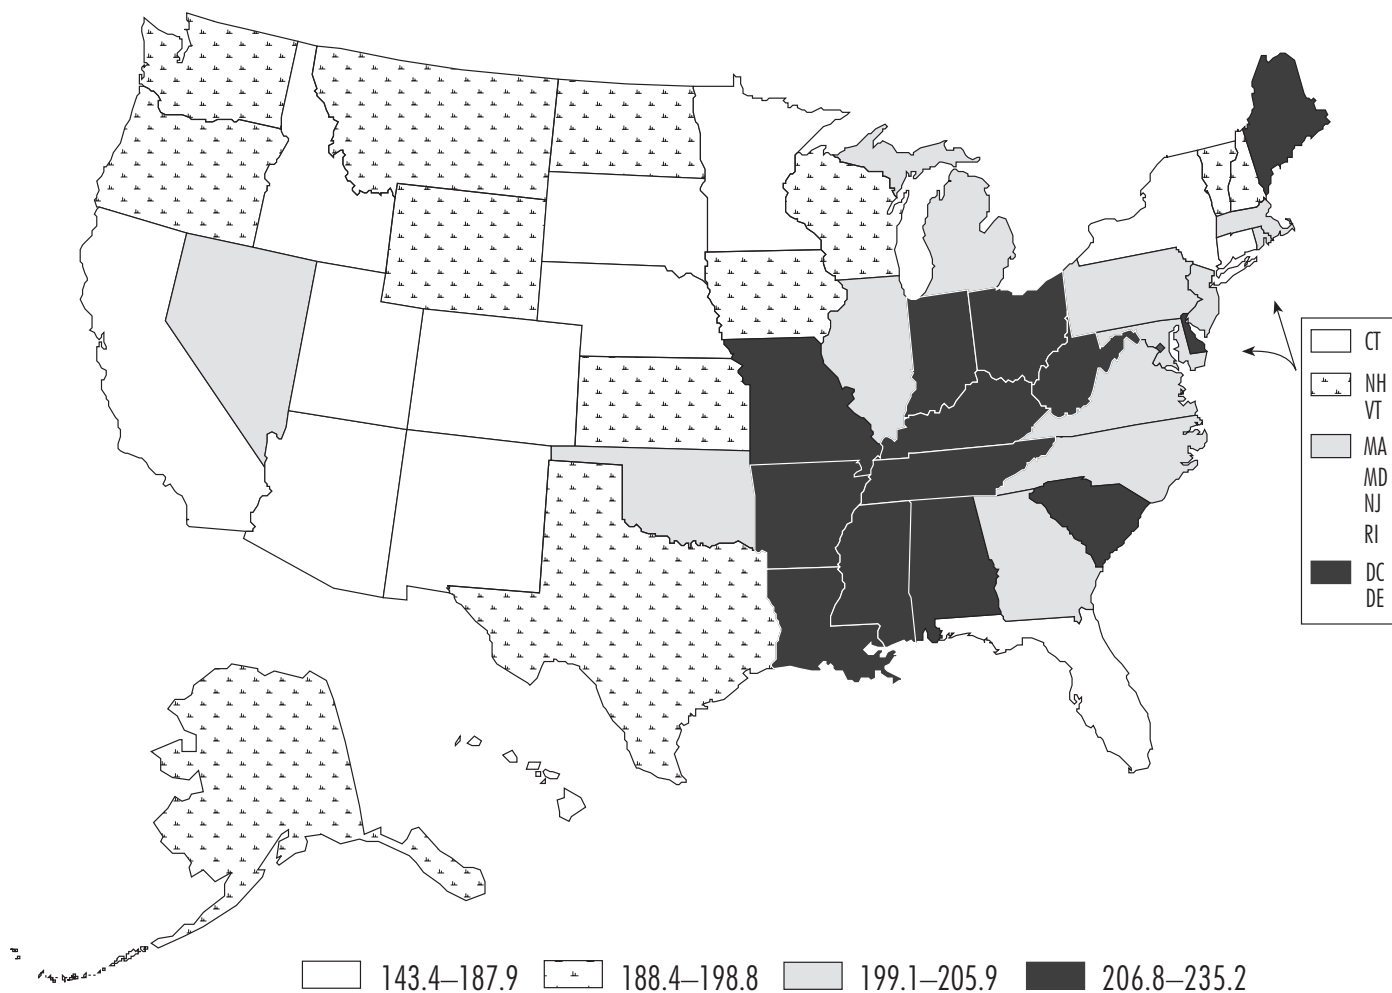 CT
NH
VT
MA
MD
NJ
RI
DC
DE
143.4–187.9 188.4–198.8 199.1–205.9 206.8–235.2